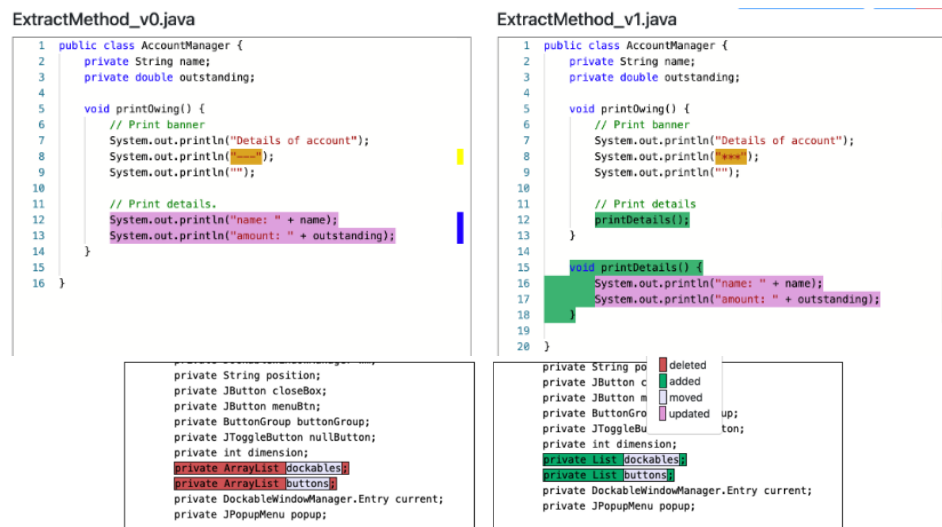 ExtractMethod_v0.java
1 public class AccountManager {
2 private String name;
3 private double outstanding;
4
5 void printOwing() {
6 // Print banner
7 System.out.println("Details of account");
8 System.out.println("---");
9 System.out.println("");
10
11 // Print details.
12 System.out.println("name: " + name);
13 System.out.println("amount: " + outstanding);
14 }
15
16 }
ExtractMethod_v1.java
1 public class AccountManager {
2 private String name;
3 private double outstanding;
4
5 void printOwing() {
6 // Print banner
7 System.out.println("Details of account");
8 System.out.println("***");
9 System.out.println("");
10
11 // Print details
12 printDetails();
13 }
14
15 void printDetails() {
16 System.out.println("name: " + name);
17 System.out.println("amount: " + outstanding);
18 }
19
20 }
private String position;
private JButton closeBox;
private JButton menuBtn;
private ButtonGroup buttonGroup;
private JToggleButton nullButton;
private int dimension;
private ArrayList dockables;
private ArrayList buttons;
private DockableWindowManager.Entry current;
private JPopupMenu popup;
private String po
private JButton c
private JButton m
private ButtonGro up;
private JToggleBu ton;
private int dimension;
private List dockables;
private List buttons;
private DockableWindowManager.Entry current;
private JPopupMenu popup;
deleted
added
moved
updated